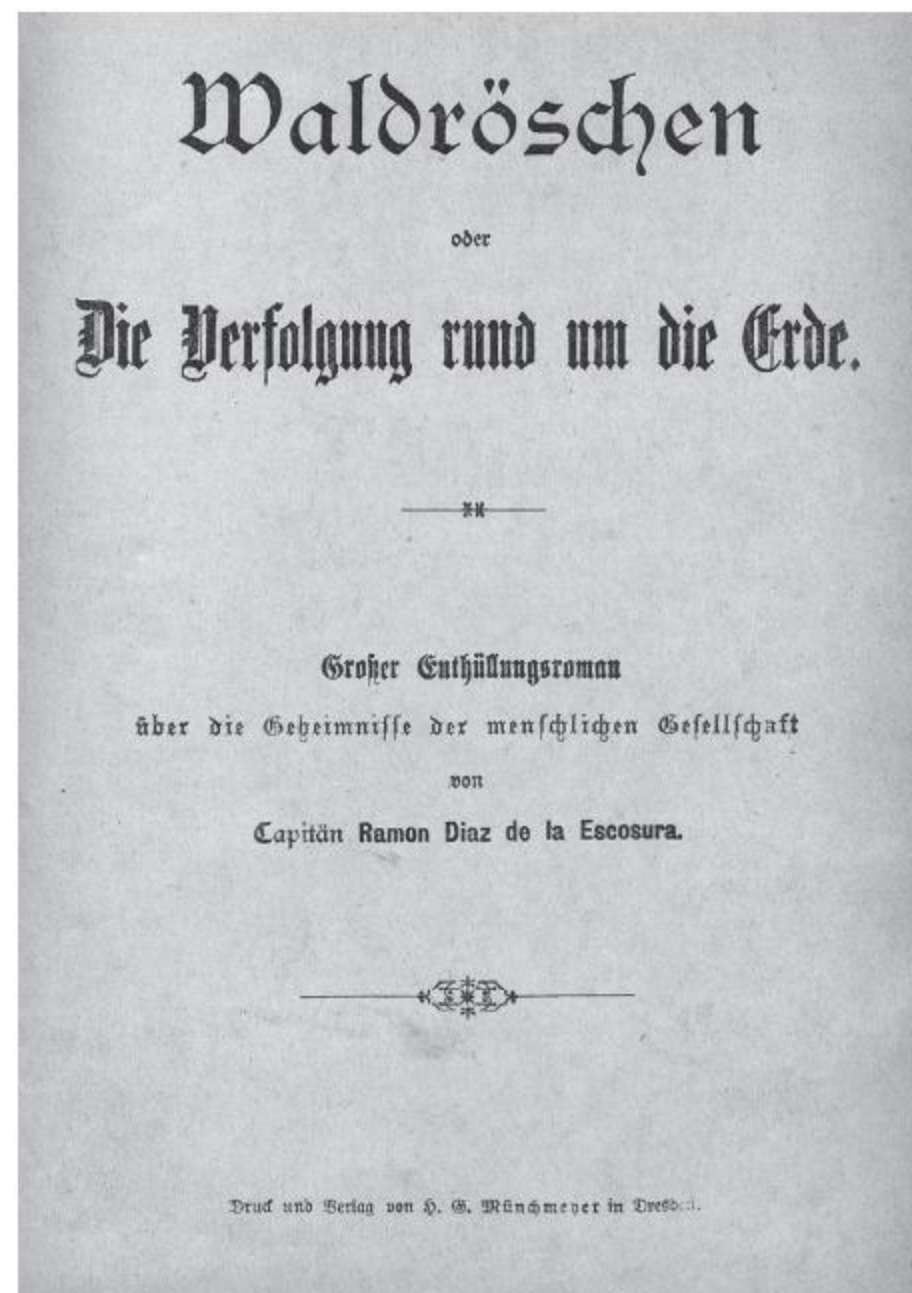 Waldröschen
oder
Die Verfolgung rund um die Erde.
Großer Enthüllungsroman
über die Geheimnisse der menschlichen Gesellschaft
von
Capitän Ramon Diaz de la Escosura.
Druck und Verlag von H. G. Münchmeyer in Dresden.